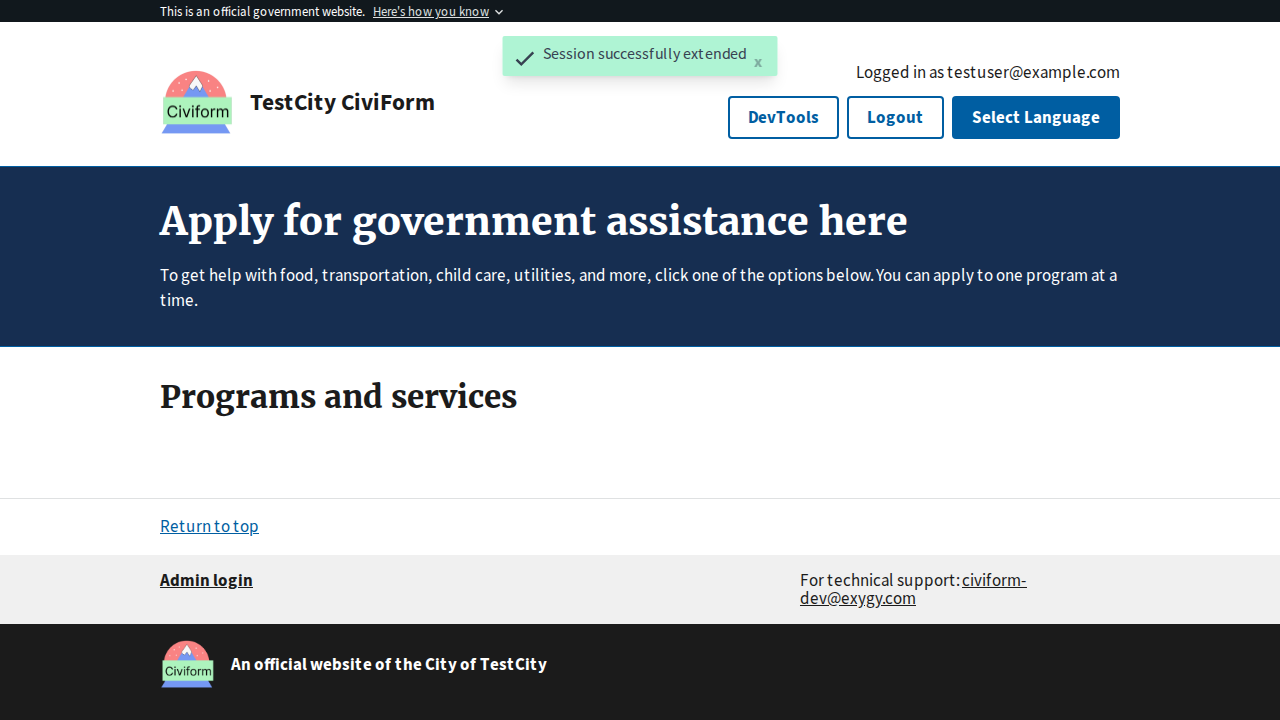 This is an official government website. Here's how you know
Session successfully extended x
Logged in as testuser@example.com
Civiform
TestCity CiviForm
DevTools Logout Select Language
Apply for government assistance here
To get help with food, transportation, child care, utilities, and more, click one of the options below. You can apply to one program at a
time.
Programs and services
Return to top
Admin login
For technical support: civiform-
dev@exygy.com
Civiform
An official website of the City of TestCity